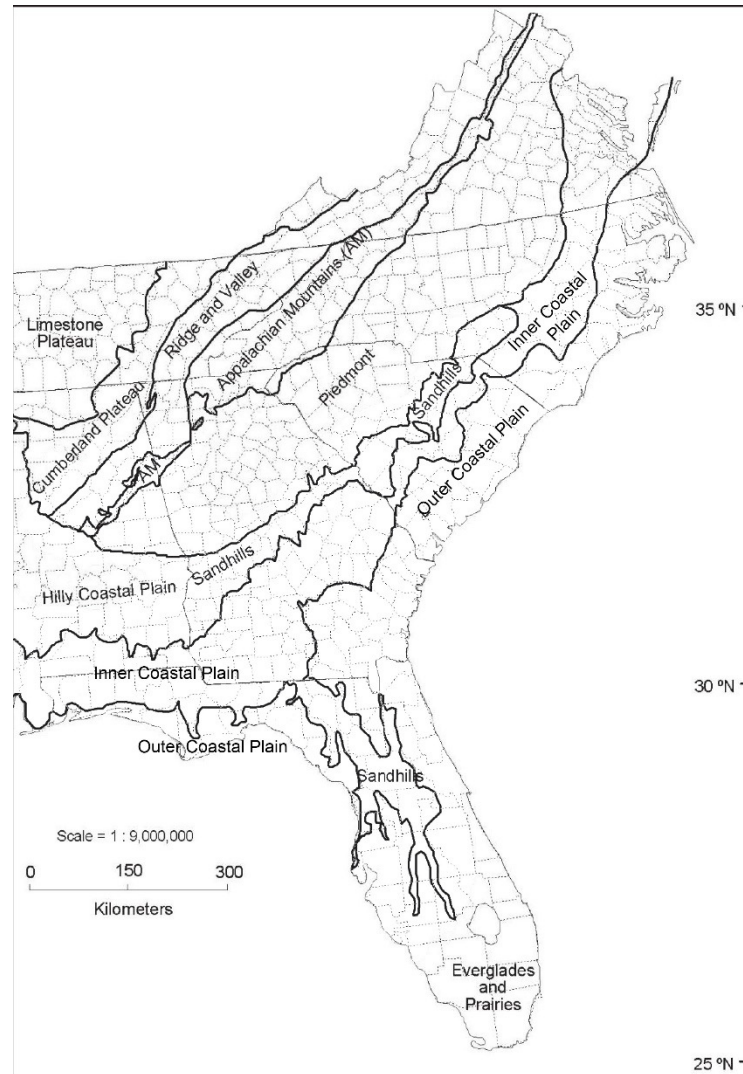 Ridge and Valley
Appalachian Mountains (AM)
Limestone
Plateau
35 ºN
Inner Coastal
Plain
Piedmont
Sandhills
Cumberland Plateau
Outer Coastal Plain
AM
Sandhills
Hilly Coastal Plain
Inner Coastal Plain
30 ºN
Outer Coastal Plain
Sandhills
Scale = 1 : 9,000,000
0 150 300
Kilometers
Everglades
and
Prairies
25 ºN